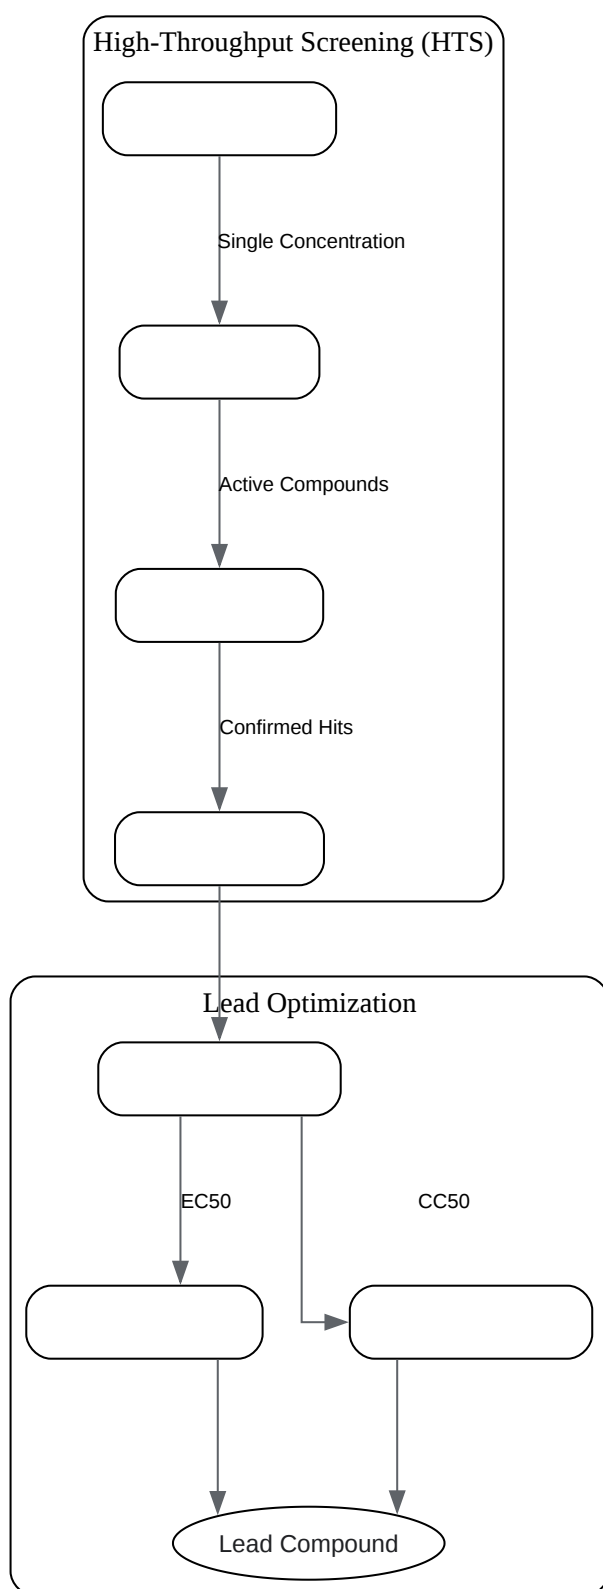 High-Throughput Screening (HTS)
Single Concentration
Active Compounds
Confirmed Hits
Lead Optimization
EC50
CC50
Lead Compound